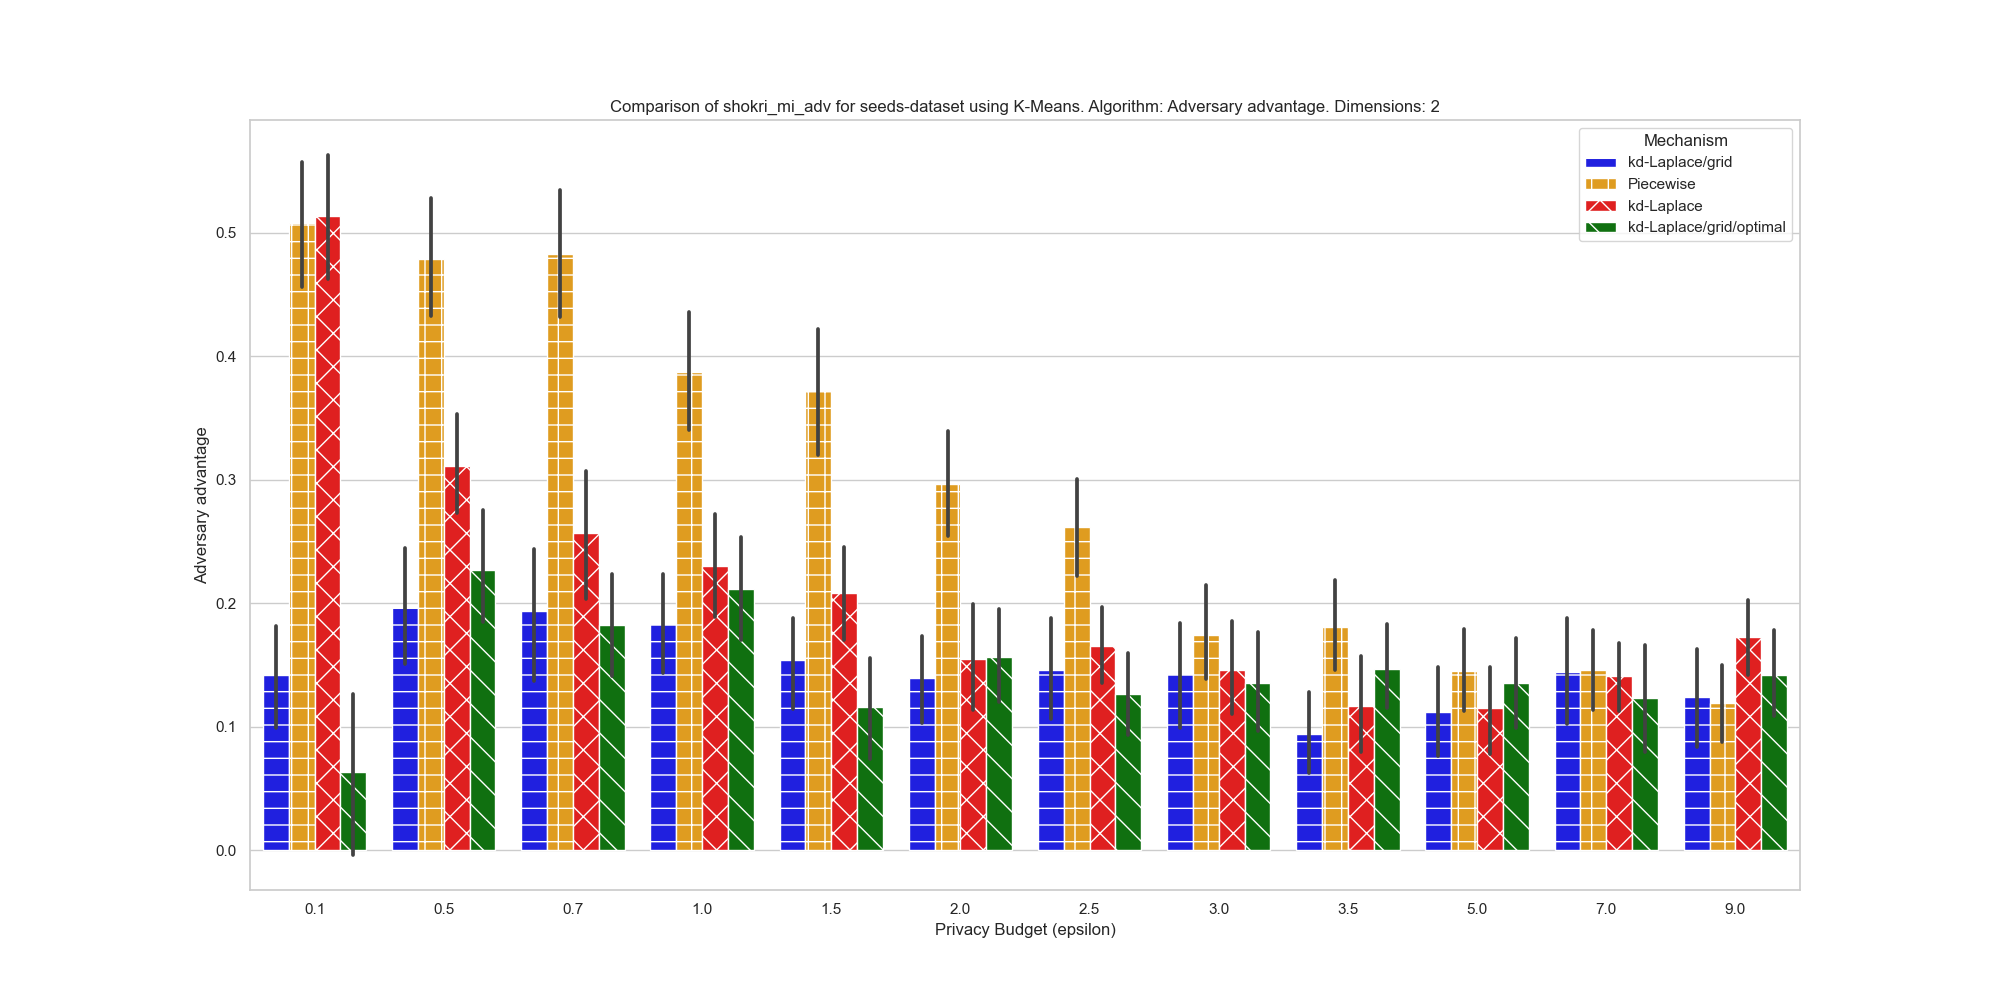 Comparison of shokri_mi_adv for seeds-dataset using K-Means. Algorithm: Adversary advantage. Dimensions: 2
Mechanism
kd-Laplace/grid
Piecewise
kd-Laplace
kd-Laplace/grid/optimal
Adversary advantage
0.5
0.4
0.3
0.2
0.1
0.0
0.1 0.5 0.7 1.0 1.5 2.0 2.5 3.0 3.5 5.0 7.0 9.0
Privacy Budget (epsilon)